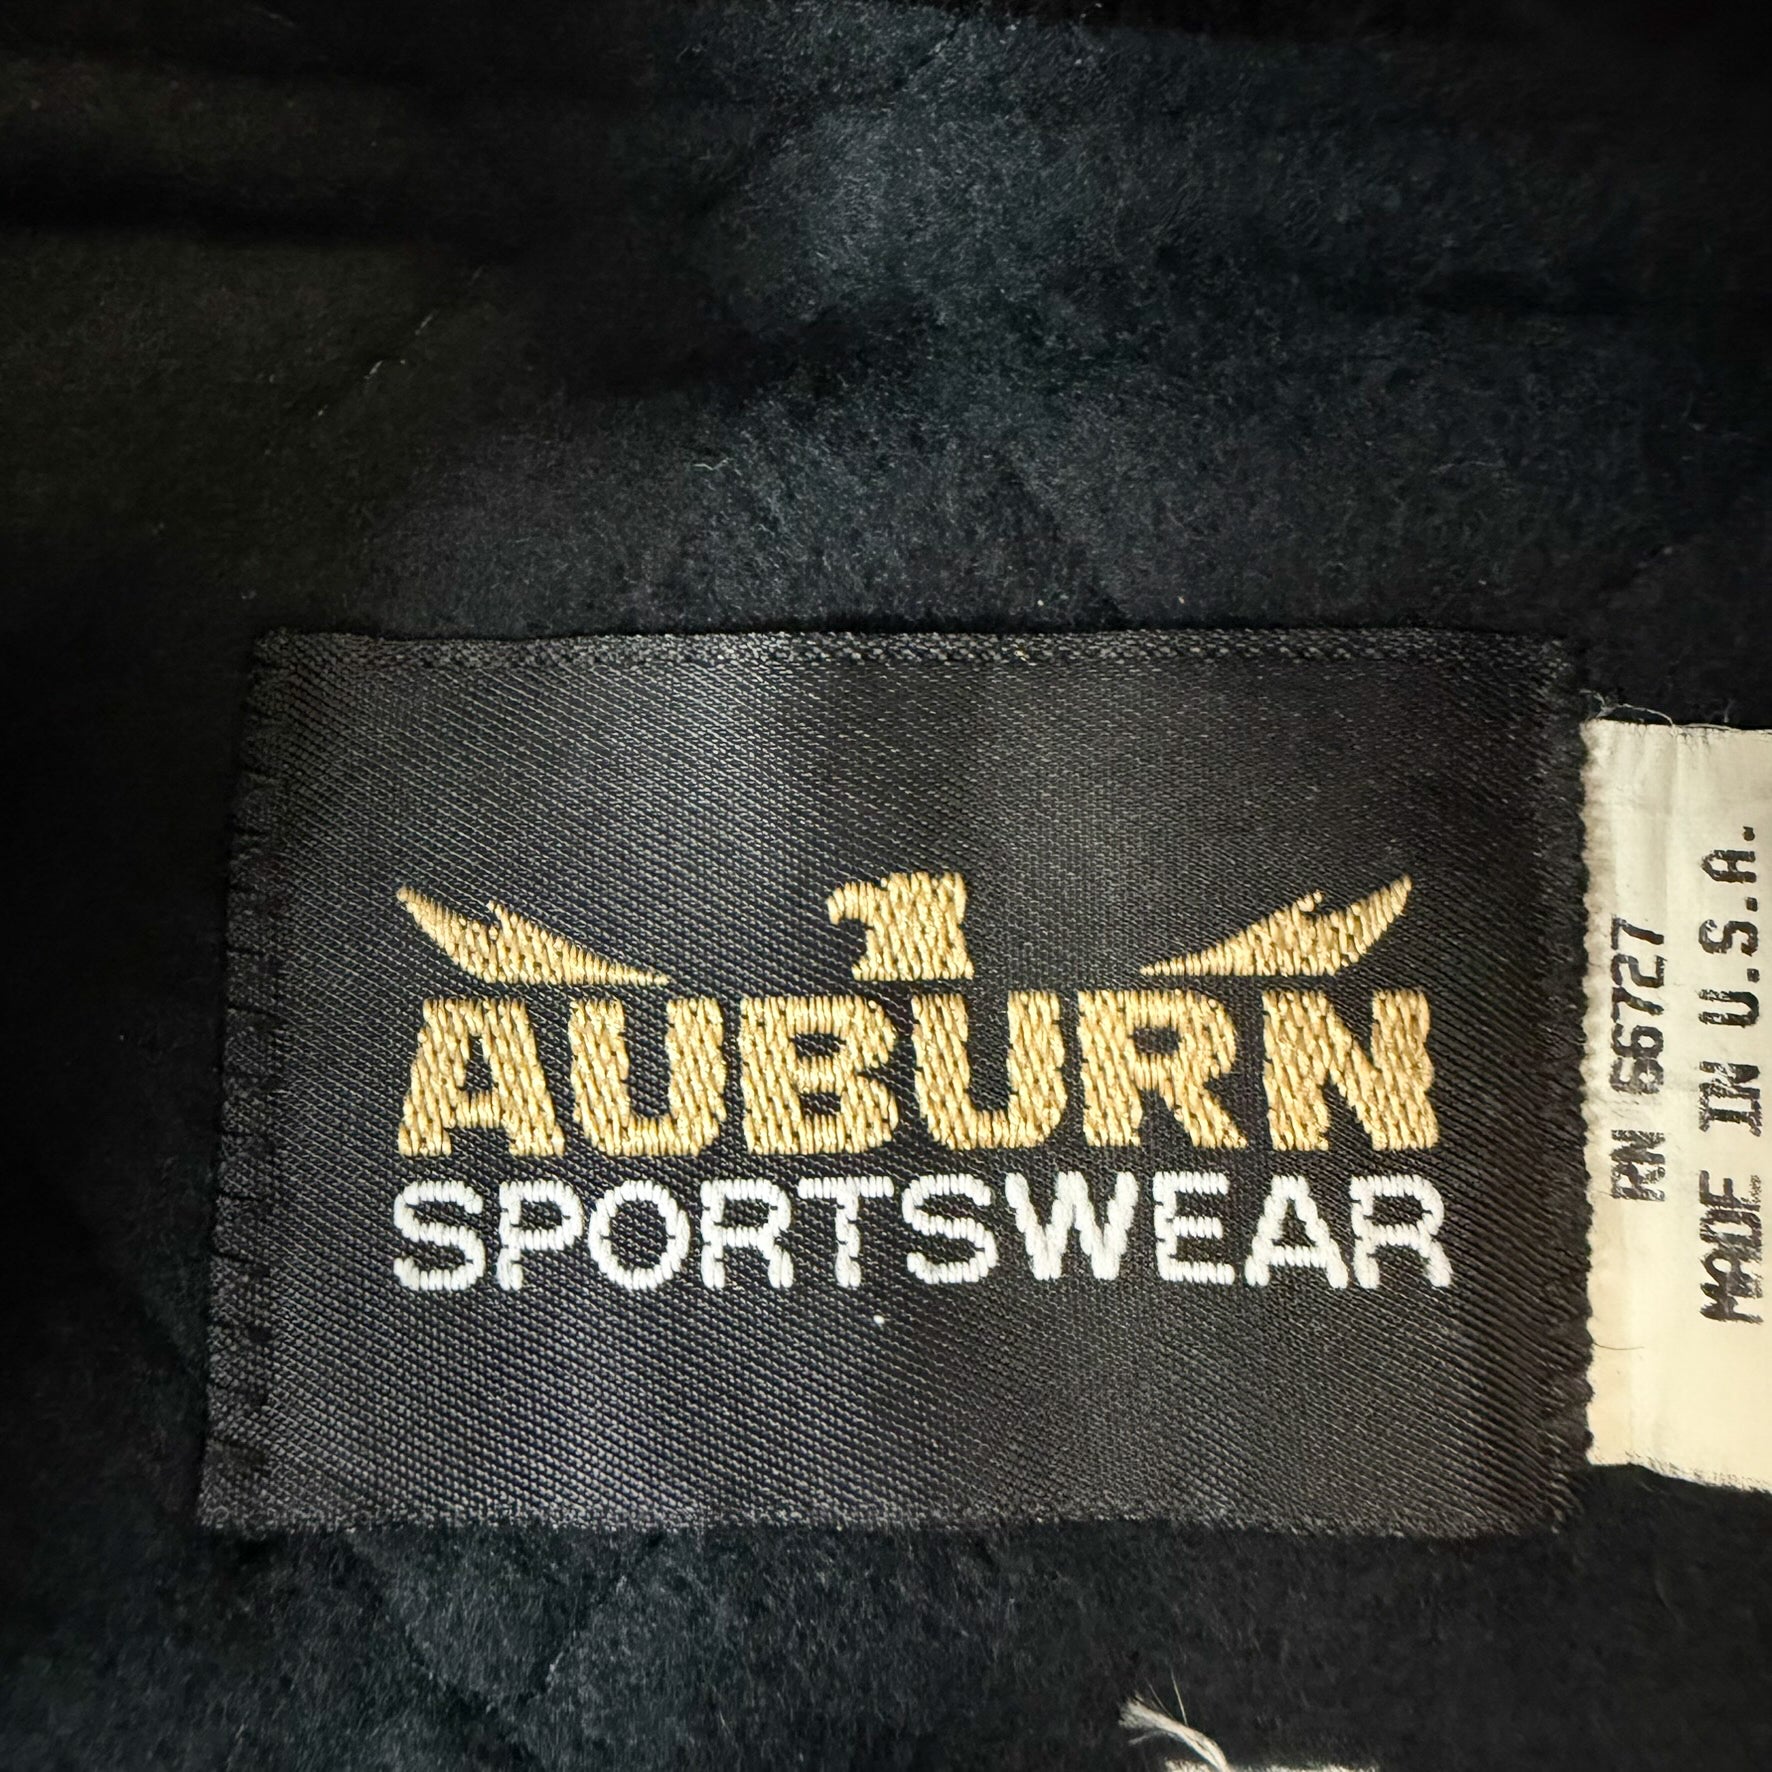 AUBURN
SPORTSWEAR
RN 66727
MADE IN U.S.A.